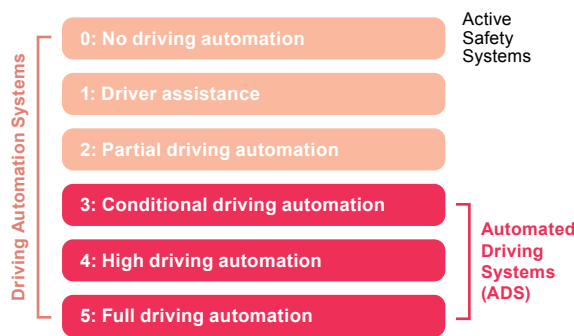 Driving Automation Systems
0: No driving automation
1: Driver assistance
2: Partial driving automation
3: Conditional driving automation
4: High driving automation
5: Full driving automation
Active
Safety
Systems
Automated
Driving
Systems
(ADS)